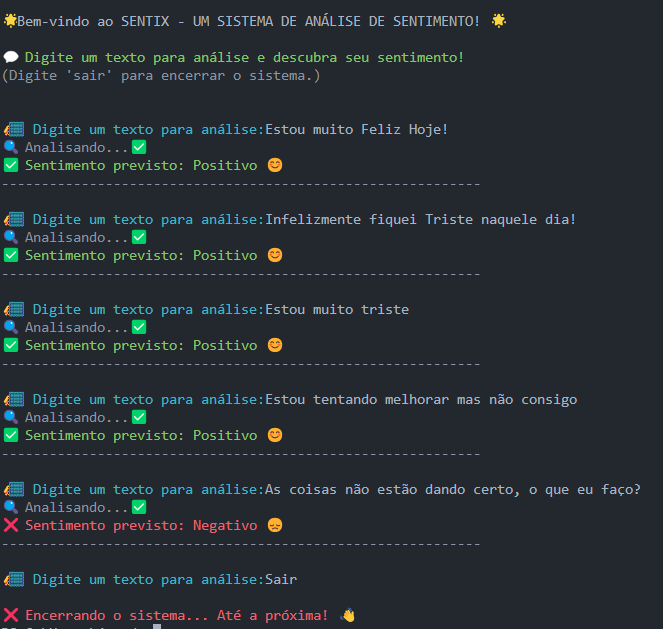 🌟Bem-vindo ao SENTIX - UM SISTEMA DE ANÁLISE DE SENTIMENTO! 🌟
💬 Digite um texto para análise e descubra seu sentimento!
(Digite 'sair' para encerrar o sistema.)
Digite um texto para análise:Estou muito Feliz Hoje!
🔍 Analisando...✅
✅ Sentimento previsto: Positivo 😊
------------------------------------------------------------
Digite um texto para análise:Infelizmente fiquei Triste naquele dia!
🔍 Analisando...✅
✅ Sentimento previsto: Positivo 😊
------------------------------------------------------------
Digite um texto para análise:Estou muito triste
🔍 Analisando...✅
✅ Sentimento previsto: Positivo 😊
------------------------------------------------------------
Digite um texto para análise:Estou tentando melhorar mas não consigo
🔍 Analisando...✅
✅ Sentimento previsto: Positivo 😊
------------------------------------------------------------
Digite um texto para análise:As coisas não estão dando certo, o que eu faço?
🔍 Analisando...✅
❌ Sentimento previsto: Negativo 😞
------------------------------------------------------------
Digite um texto para análise:Sair
❌ Encerrando o sistema... Até a próxima! 👋